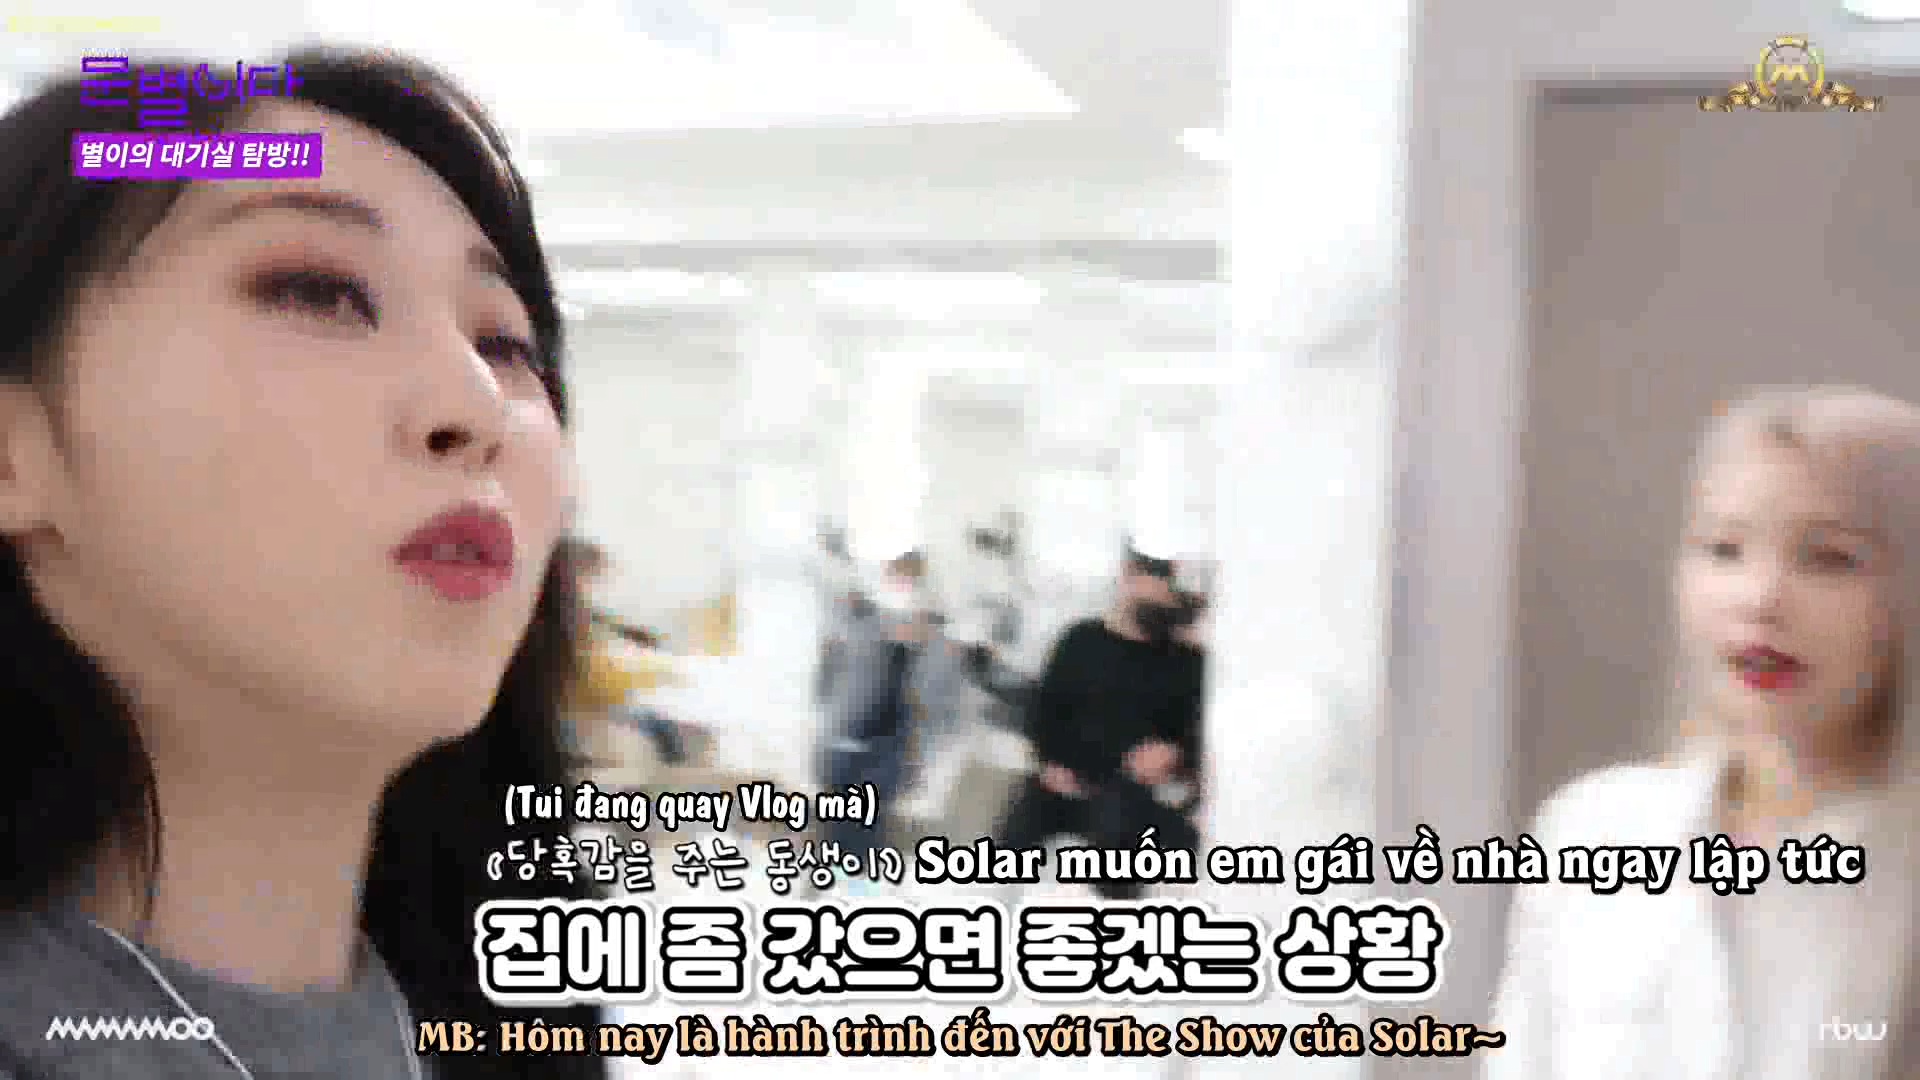 문별이다
별이의 대기실 탐방!!
(Tui đang quay Vlog mà)
(당혹감을 주는 동생이)
Solar muốn em gái về nhà ngay lập tức
집에 좀 갔으면 좋겠는 상황
MAMAMOO
MB: Hôm nay là hành trình đến với The Show của Solar~
rbw